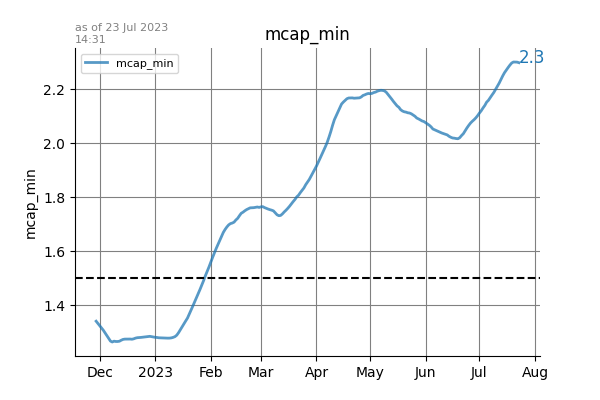 as of 23 Jul 2023
14:31
mcap_min
mcap_min
2.3
2.2
2.0
1.8
1.6
1.4
mcap_min
Dec 2023 Feb Mar Apr May Jun Jul Aug